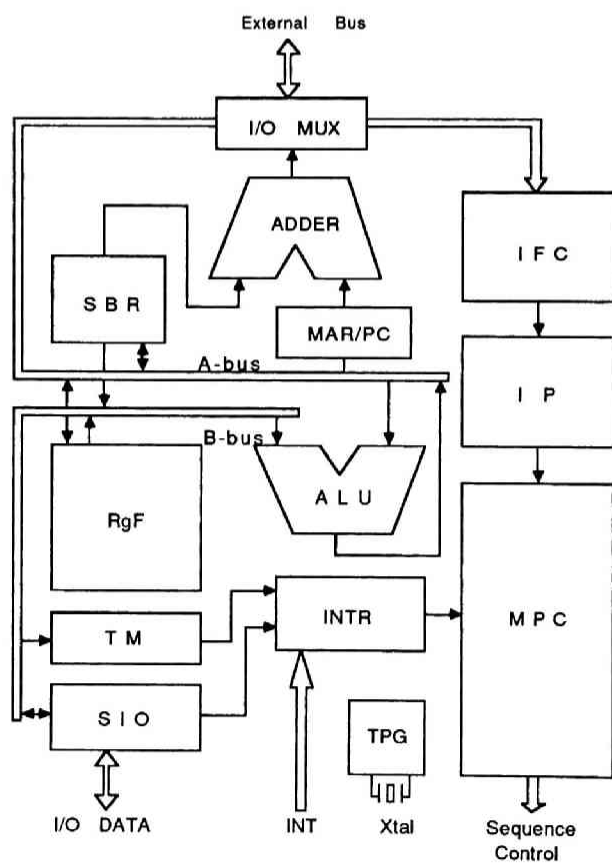 External Bus
I/O MUX
ADDER
IFC
SBR
MAR/PC
A-bus
IP
B-bus
ALU
RgF
MPC
INTR
TM
SIO
TPG
I/O DATA
INT
Xtal
Sequence
Control